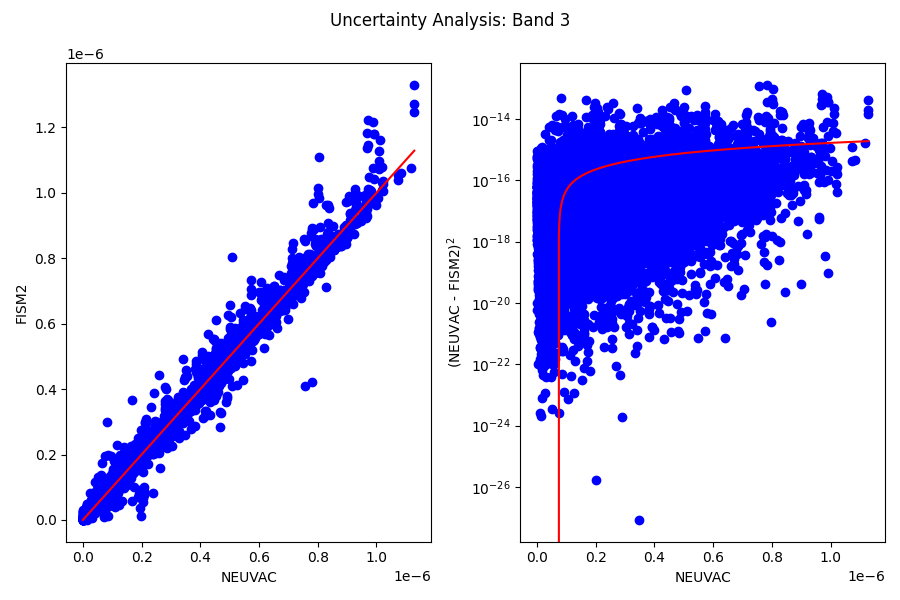 Uncertainty Analysis: Band 3
1e−6
FISM2
1.2
1.0
0.8
0.6
0.4
0.2
0.0
0.0 0.2 0.4 0.6 0.8 1.0
1e−6
NEUVAC
(NEUVAC - FISM2)²
10⁻¹⁴
10⁻¹⁶
10⁻¹⁸
10⁻²⁰
10⁻²²
10⁻²⁴
10⁻²⁶
0.0 0.2 0.4 0.6 0.8 1.0
1e−6
NEUVAC